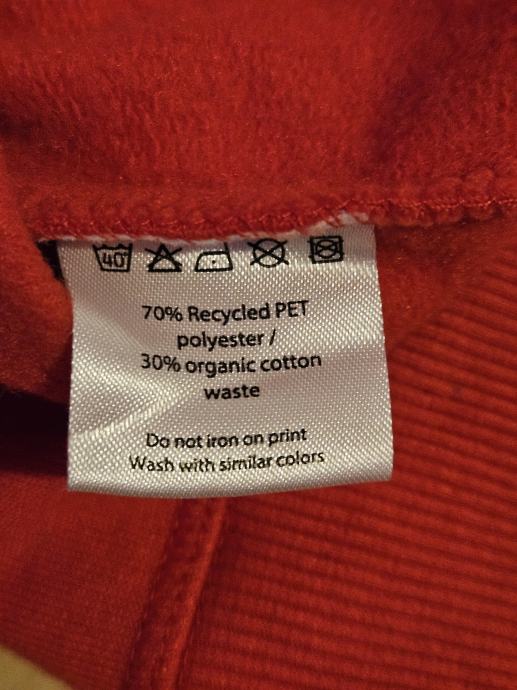 40
70% Recycled PET
polyester /
30% organic cotton
waste
Do not iron on print
Wash with similar colors